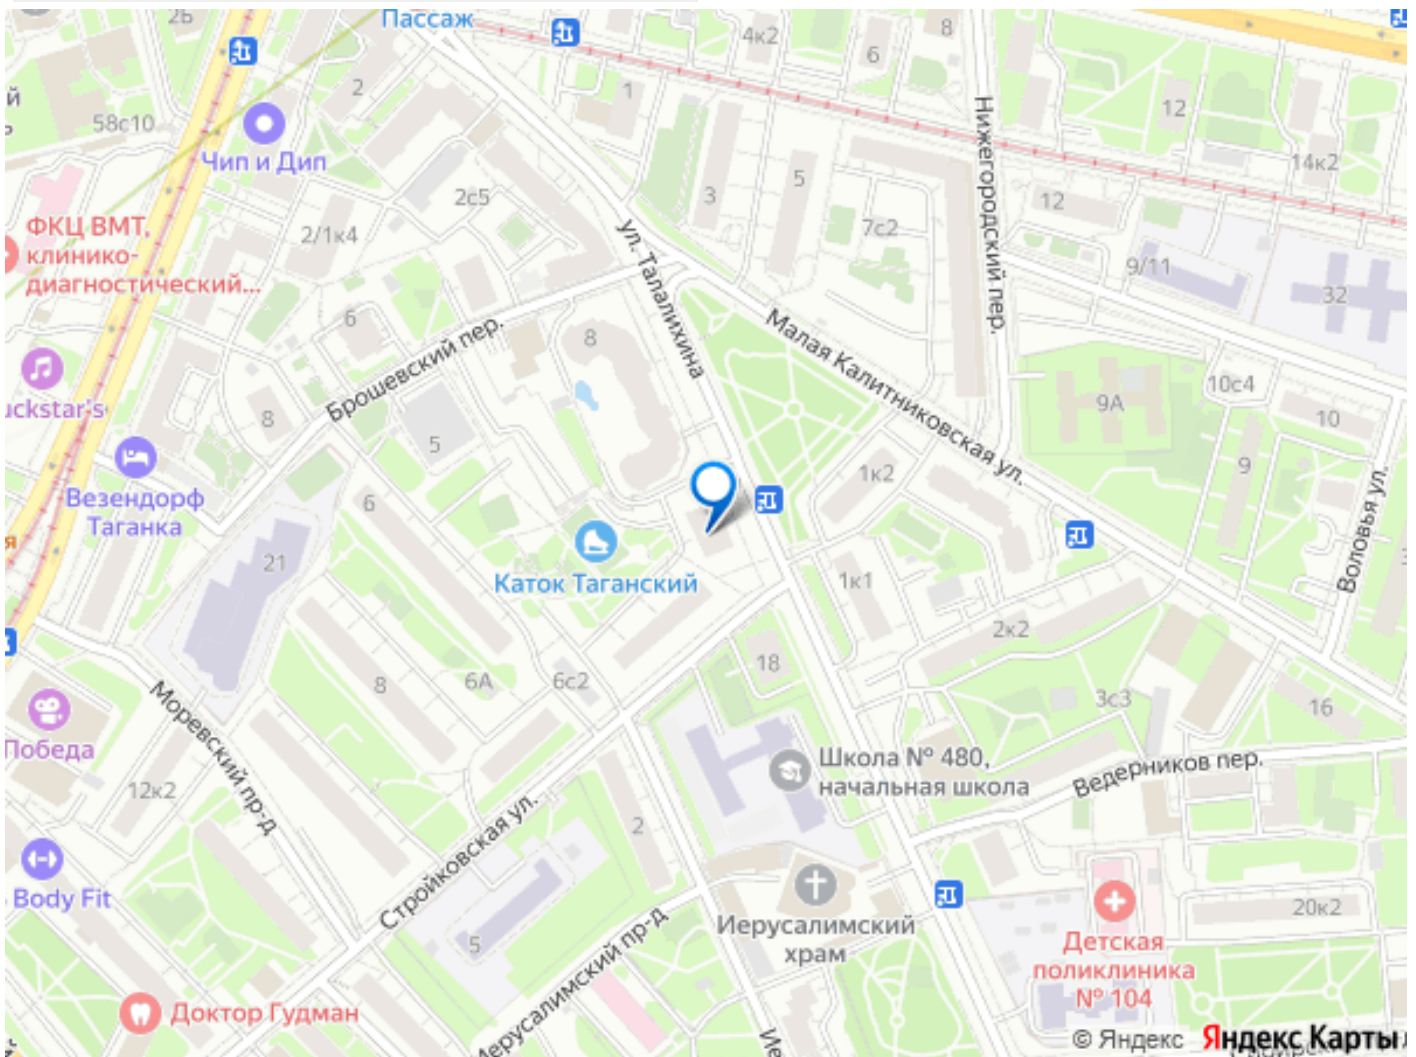 Пассаж
2Б
4к2
8
6
2
1
12
58с10
Чип и Дип
14к2
Нижегородский пер.
2с5
3
5
12
ФКЦ ВМТ,
клинико-
диагностический...
2/1к4
ул. Талалихина
7с2
9/11
32
6
8
Малая Калитниковская ул.
Брошевский пер.
uckstar's
8
5
9А
10с4
10
9
Везендорф
Таганка
6
1к2
Воловья ул.
21
Каток Таганский
1к1
2к2
18
8
6А
6с2
3с3
16
Моревский пр-д
Победа
Школа № 480,
начальная школа
Ведерников пер.
12к2
2
Стройковская ул.
Body Fit
5
Иерусалимский пр-д
Иерусалимский
храм
20к2
Детская
поликлиника
№ 104
Доктор Гудман
© Яндекс Яндекс Карты